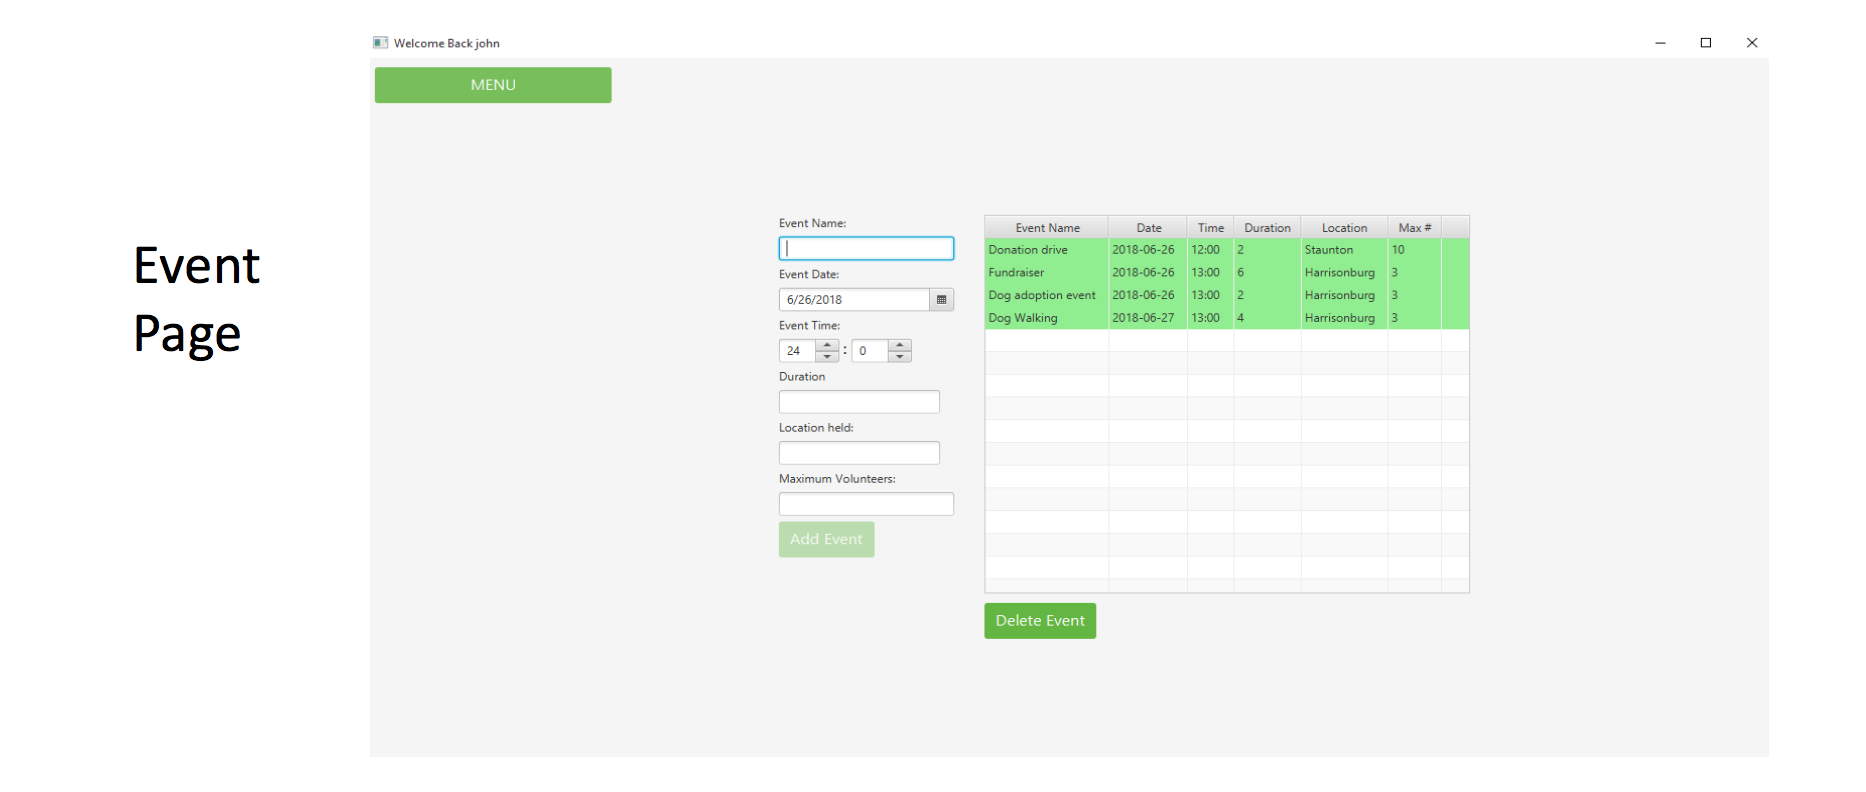 Event
Page
Welcome Back john
MENU
Event Name:
Event Date:
6/26/2018
Event Time:
24 : 0
Duration
Location held:
Maximum Volunteers:
Add Event
Event Name Date Time Duration Location Max #
Donation drive 2018-06-26 12:00 2 Staunton 10
Fundraiser 2018-06-26 13:00 6 Harrisonburg 3
Dog adoption event 2018-06-26 13:00 2 Harrisonburg 3
Dog Walking 2018-06-27 13:00 4 Harrisonburg 3
Delete Event